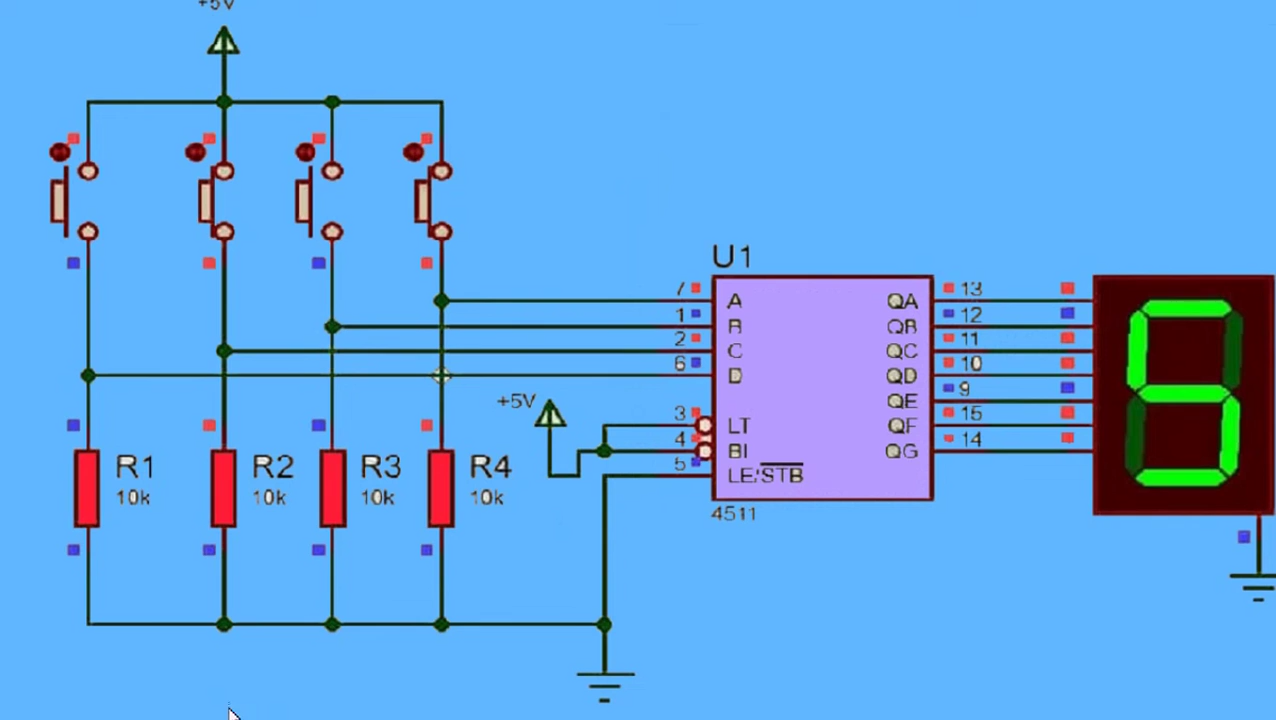 +5V
U1
7 A QA 13
1 B QB 12
2 C QC 11
6 D QD 10
QE 9
+5V
3 LT QF 15
4 BI QG 14
5 LE/STB
4511
R1
10k
R2
10k
R3
10k
R4
10k